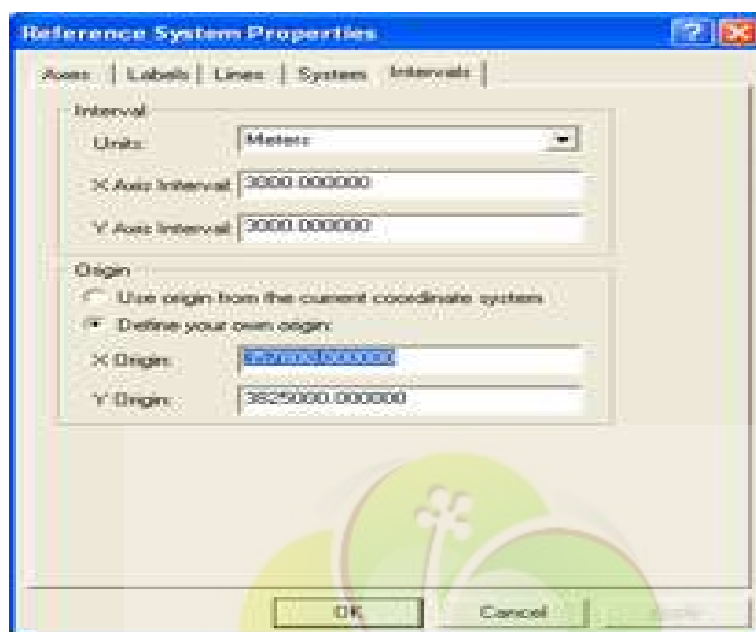 Reference System Properties
Axes Labels Lines System Intervals
Interval
Units: Meters
X Axis Interval: 3000.000000
Y Axis Interval: 3000.000000
Origin
Use origin from the current coordinate system.
Define your own origin:
X Origin:
Y Origin: 3825000.000000
OK Cancel